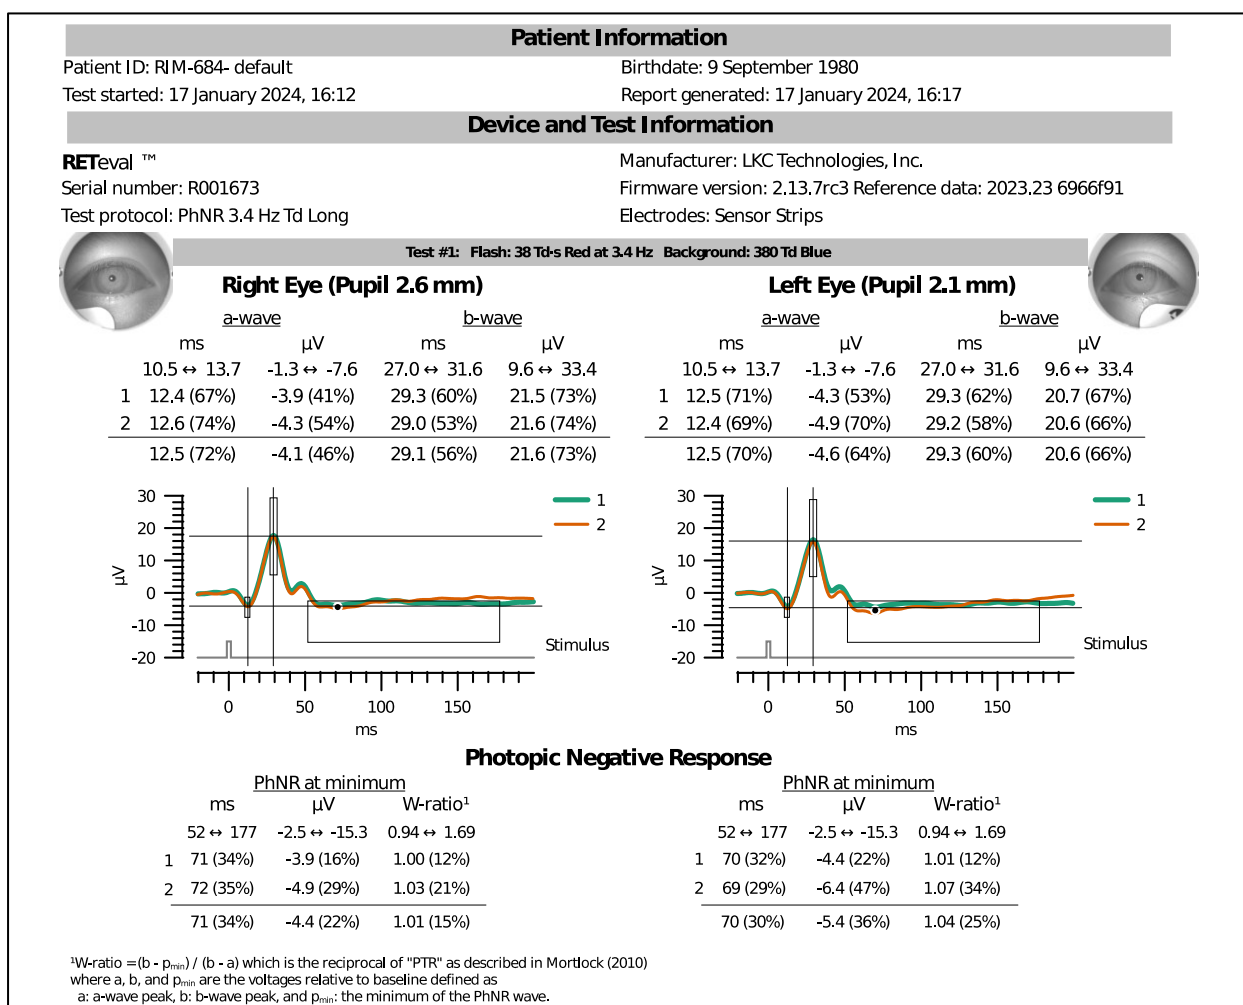 Patient Information
Patient ID: RIM-684- default Birthdate: 9 September 1980
Test started: 17 January 2024, 16:12 Report generated: 17 January 2024, 16:17
Device and Test Information
RETeval ™ Manufacturer: LKC Technologies, Inc.
Serial number: R001673 Firmware version: 2.13.7rc3 Reference data: 2023.23 6966f91
Test protocol: PhNR 3.4 Hz Td Long Electrodes: Sensor Strips
Test #1: Flash: 38 Td·s Red at 3.4 Hz Background: 380 Td Blue
Right Eye (Pupil 2.6 mm)
a-wave b-wave
ms µV ms µV
10.5 ↔ 13.7 -1.3 ↔ -7.6 27.0 ↔ 31.6 9.6 ↔ 33.4
1 12.4 (67%) -3.9 (41%) 29.3 (60%) 21.5 (73%)
2 12.6 (74%) -4.3 (54%) 29.0 (53%) 21.6 (74%)
12.5 (72%) -4.1 (46%) 29.1 (56%) 21.6 (73%)
30
20
10
0
-10
-20
µV
1
2
Stimulus
0 50 100 150
ms
Left Eye (Pupil 2.1 mm)
a-wave b-wave
ms µV ms µV
10.5 ↔ 13.7 -1.3 ↔ -7.6 27.0 ↔ 31.6 9.6 ↔ 33.4
1 12.5 (71%) -4.3 (53%) 29.3 (62%) 20.7 (67%)
2 12.4 (69%) -4.9 (70%) 29.2 (58%) 20.6 (66%)
12.5 (70%) -4.6 (64%) 29.3 (60%) 20.6 (66%)
30
20
10
0
-10
-20
µV
1
2
Stimulus
0 50 100 150
ms
Photopic Negative Response
PhNR at minimum
ms µV W-ratio¹
52 ↔ 177 -2.5 ↔ -15.3 0.94 ↔ 1.69
1 71 (34%) -3.9 (16%) 1.00 (12%)
2 72 (35%) -4.9 (29%) 1.03 (21%)
71 (34%) -4.4 (22%) 1.01 (15%)
PhNR at minimum
ms µV W-ratio¹
52 ↔ 177 -2.5 ↔ -15.3 0.94 ↔ 1.69
1 70 (32%) -4.4 (22%) 1.01 (12%)
2 69 (29%) -6.4 (47%) 1.07 (34%)
70 (30%) -5.4 (36%) 1.04 (25%)
¹W-ratio = (b - pmin) / (b - a) which is the reciprocal of "PTR" as described in Mortlock (2010)
where a, b, and pmin are the voltages relative to baseline defined as
a: a-wave peak, b: b-wave peak, and pmin: the minimum of the PhNR wave.